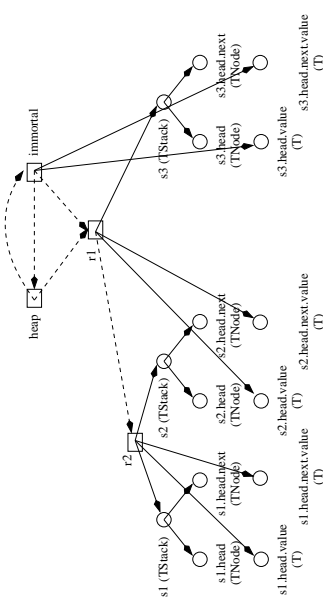 heap
immortal
r1
r2
s1 (TStack)
s2 (TStack)
s3 (TStack)
s1.head
(TNode)
s1.head.next
(TNode)
s2.head
(TNode)
s2.head.next
(TNode)
s3.head
(TNode)
s3.head.next
(TNode)
s1.head.value
(T)
s1.head.next.value
(T)
s2.head.value
(T)
s2.head.next.value
(T)
s3.head.value
(T)
s3.head.next.value
(T)